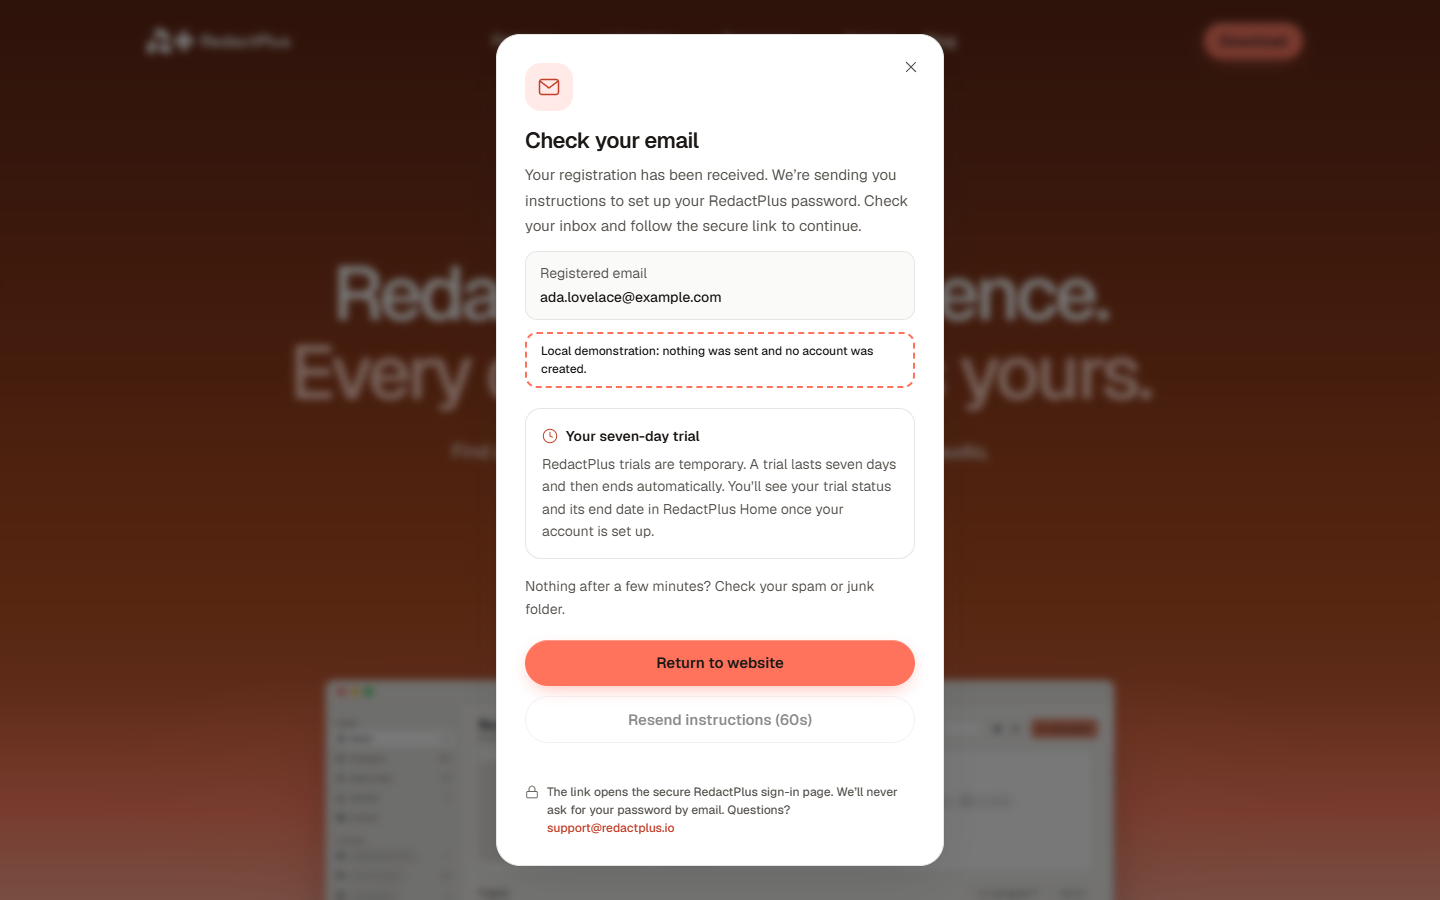 RedactPlus
Download
Check your email
Your registration has been received. We’re sending you
instructions to set up your RedactPlus password. Check
your inbox and follow the secure link to continue.
Registered email
ada.lovelace@example.com
Local demonstration: nothing was sent and no account was
created.
Your seven-day trial
RedactPlus trials are temporary. A trial lasts seven days
and then ends automatically. You’ll see your trial status
and its end date in RedactPlus Home once your
account is set up.
Nothing after a few minutes? Check your spam or junk
folder.
Return to website
Resend instructions (60s)
The link opens the secure RedactPlus sign-in page. We’ll never
ask for your password by email. Questions?
support@redactplus.io
Every
yours.